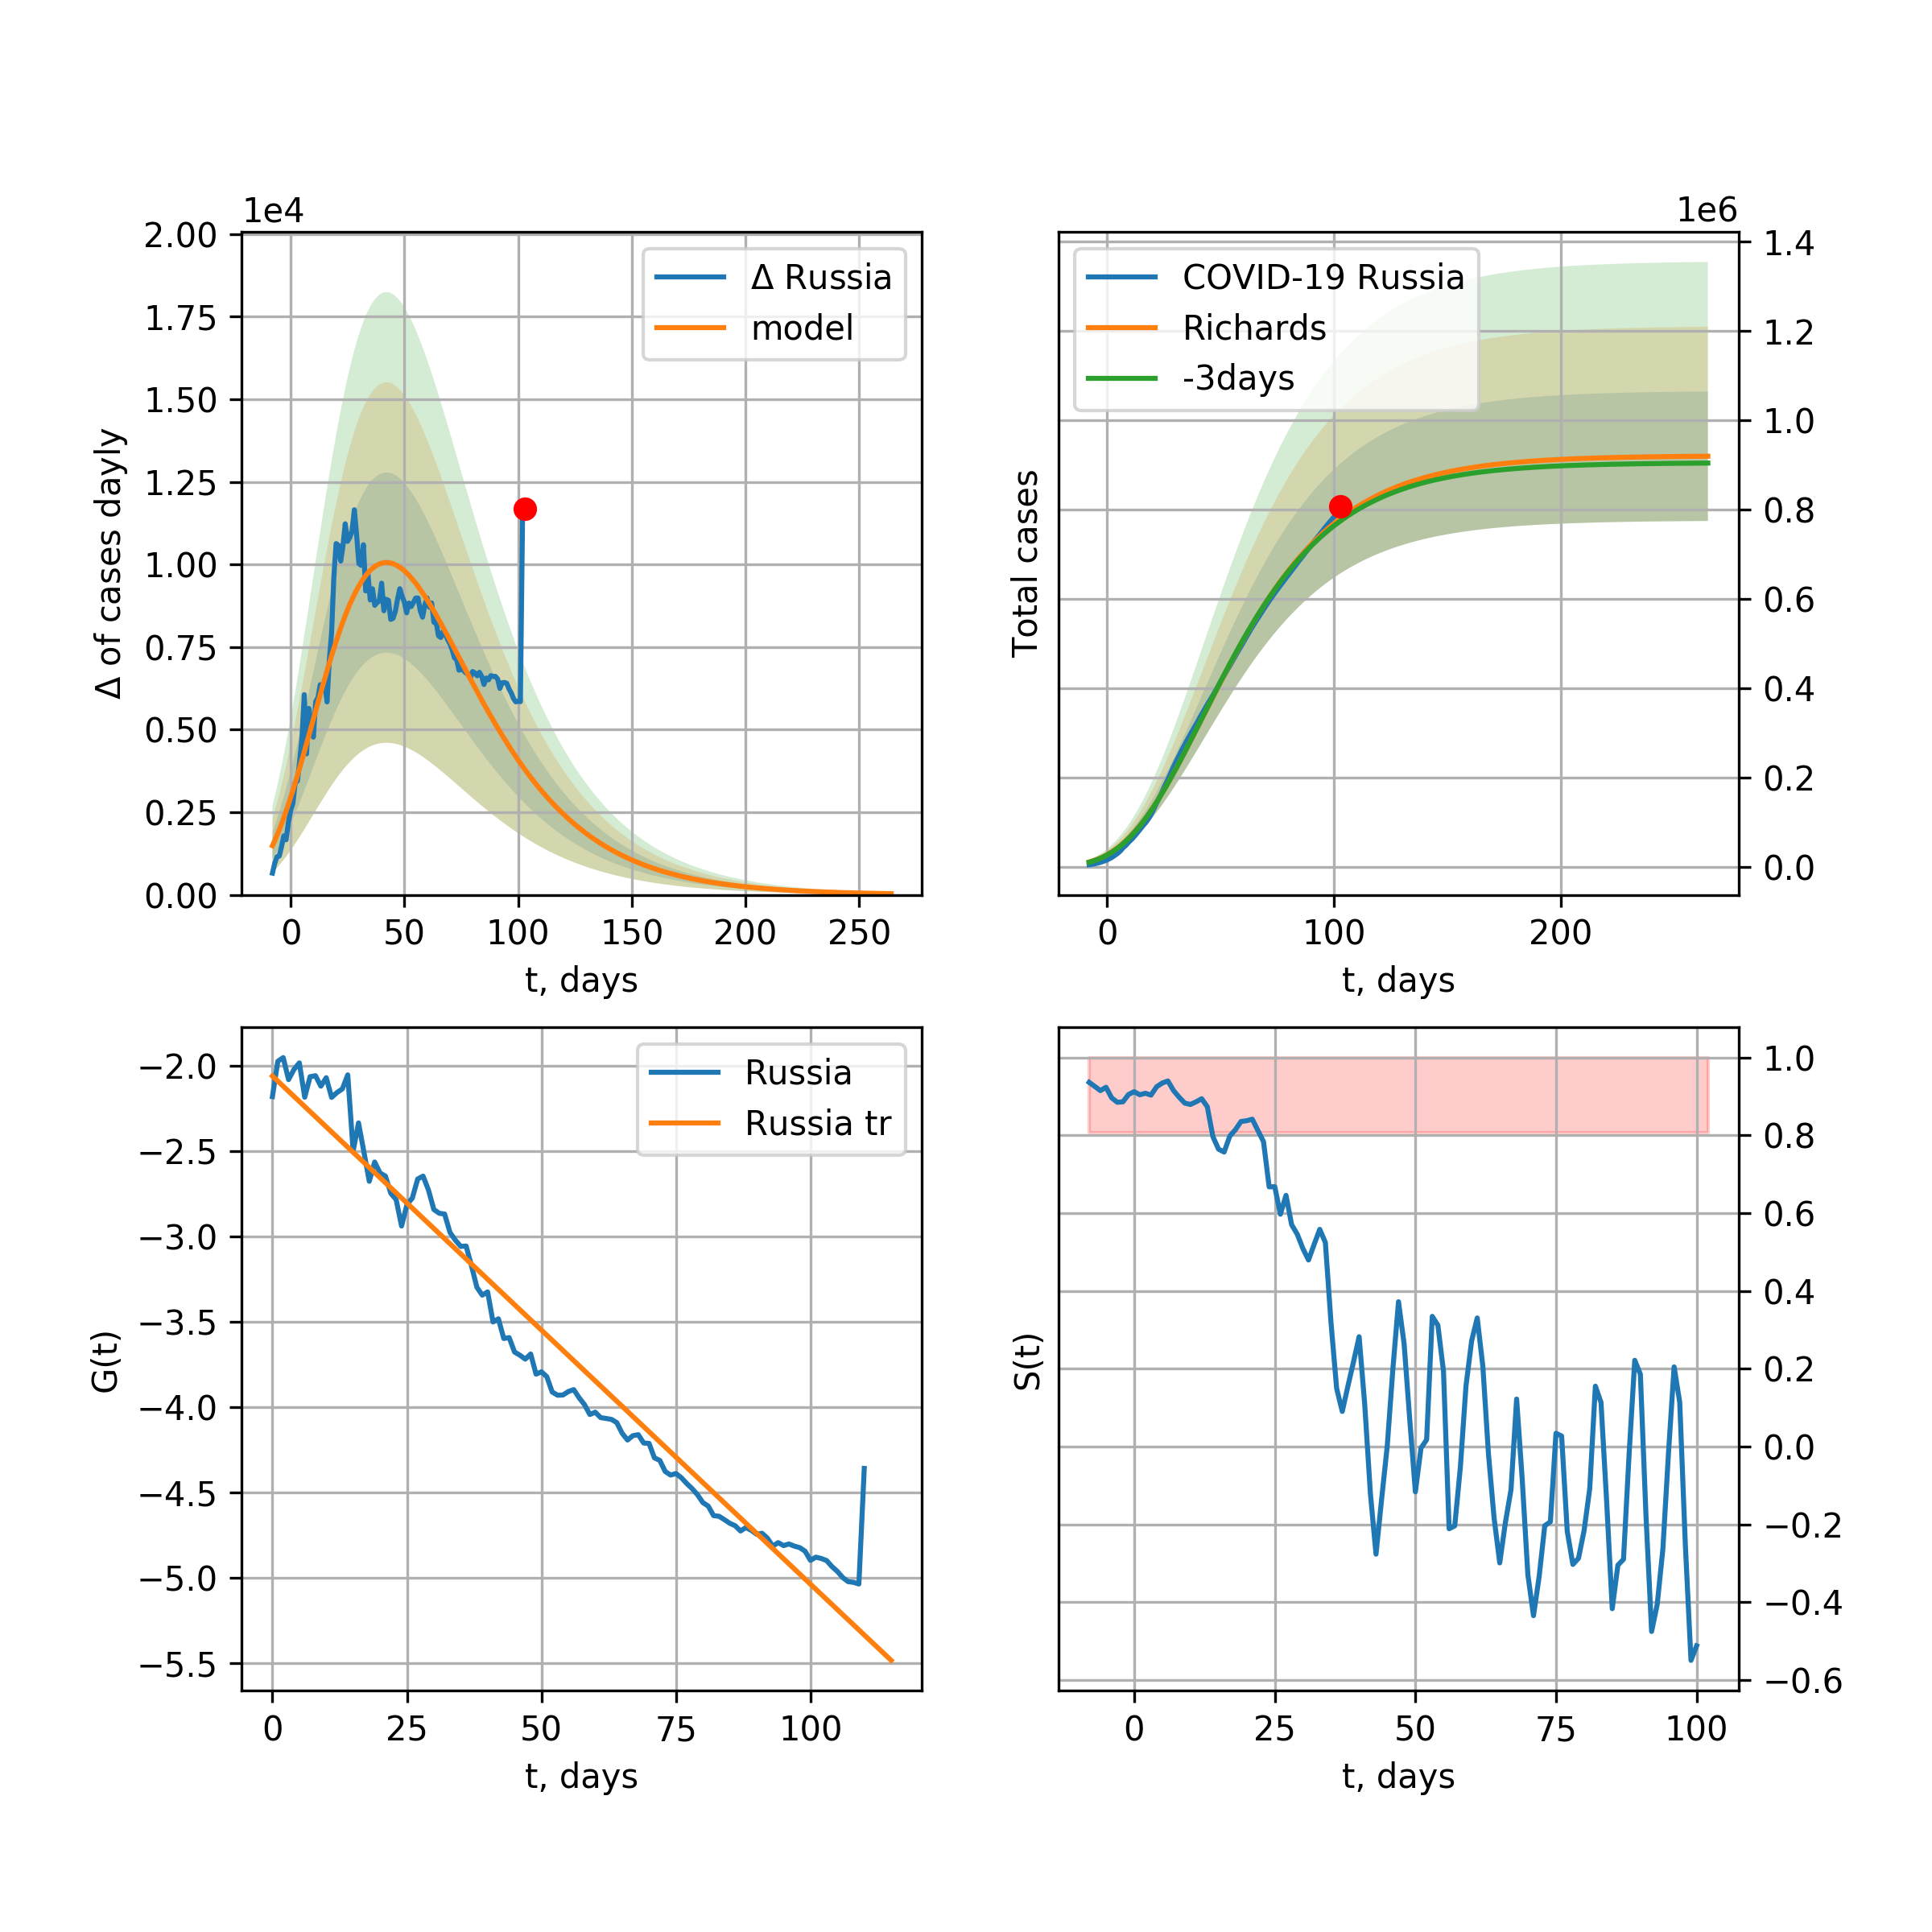 1e4
2.00
1.75
1.50
1.25
1.00
0.75
0.50
0.25
0.00
Δ of cases dayly
Δ Russia
model
0 50 100 150 200 250
t, days
1e6
COVID-19 Russia
Richards
-3days
Total cases
1.4
1.2
1.0
0.8
0.6
0.4
0.2
0.0
0 100 200
t, days
−2.0
−2.5
−3.0
−3.5
−4.0
−4.5
−5.0
−5.5
G(t)
Russia
Russia tr
0 25 50 75 100
t, days
S(t)
1.0
0.8
0.6
0.4
0.2
0.0
−0.2
−0.4
−0.6
0 25 50 75 100
t, days